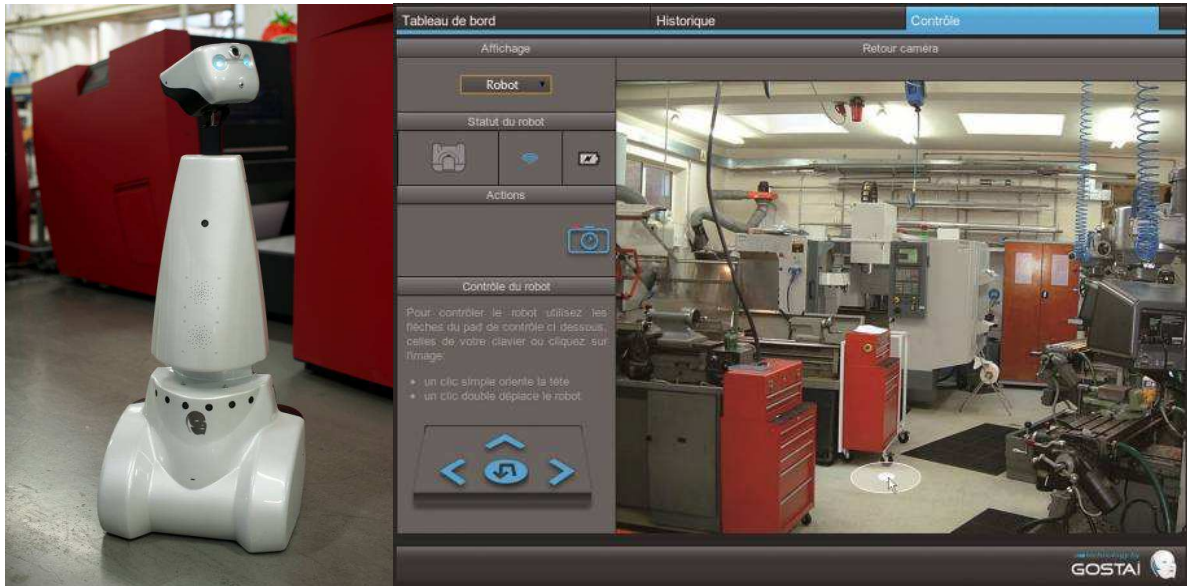 Tableau de bord
Historique
Contrôle
Affichage
Retour caméra
Robot
Statut du robot
Actions
Contrôle du robot
Pour contrôler le robot utilisez les
flèches du pad de contrôle ci dessous,
celles de votre clavier ou cliquez sur
l'image:
un clic simple oriente la tête
un clic double déplace le robot
technology by
GOSTAI